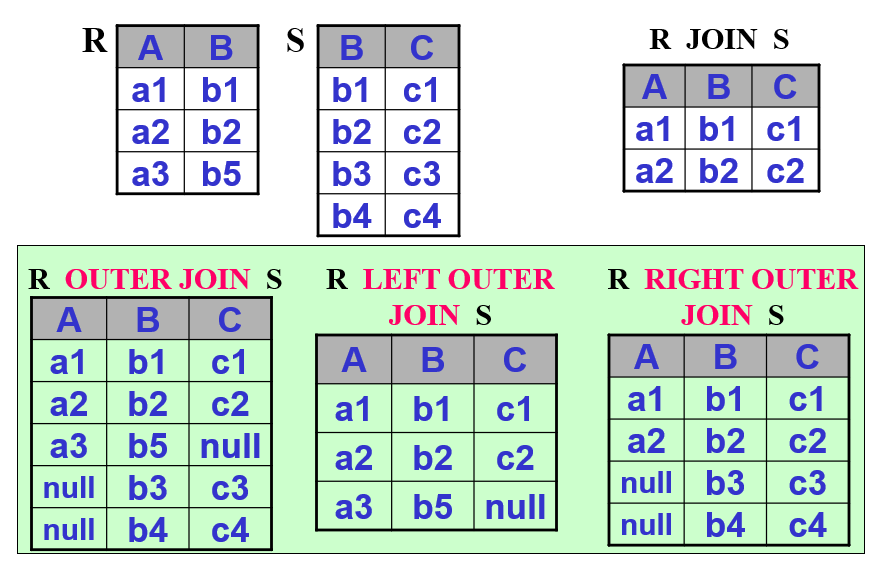 R
A B
a1 b1
a2 b2
a3 b5
S
B C
b1 c1
b2 c2
b3 c3
b4 c4
R JOIN S
A B C
a1 b1 c1
a2 b2 c2
R OUTER JOIN S
A B C
a1 b1 c1
a2 b2 c2
a3 b5 null
null b3 c3
null b4 c4
R LEFT OUTER
JOIN S
A B C
a1 b1 c1
a2 b2 c2
a3 b5 null
R RIGHT OUTER
JOIN S
A B C
a1 b1 c1
a2 b2 c2
null b3 c3
null b4 c4